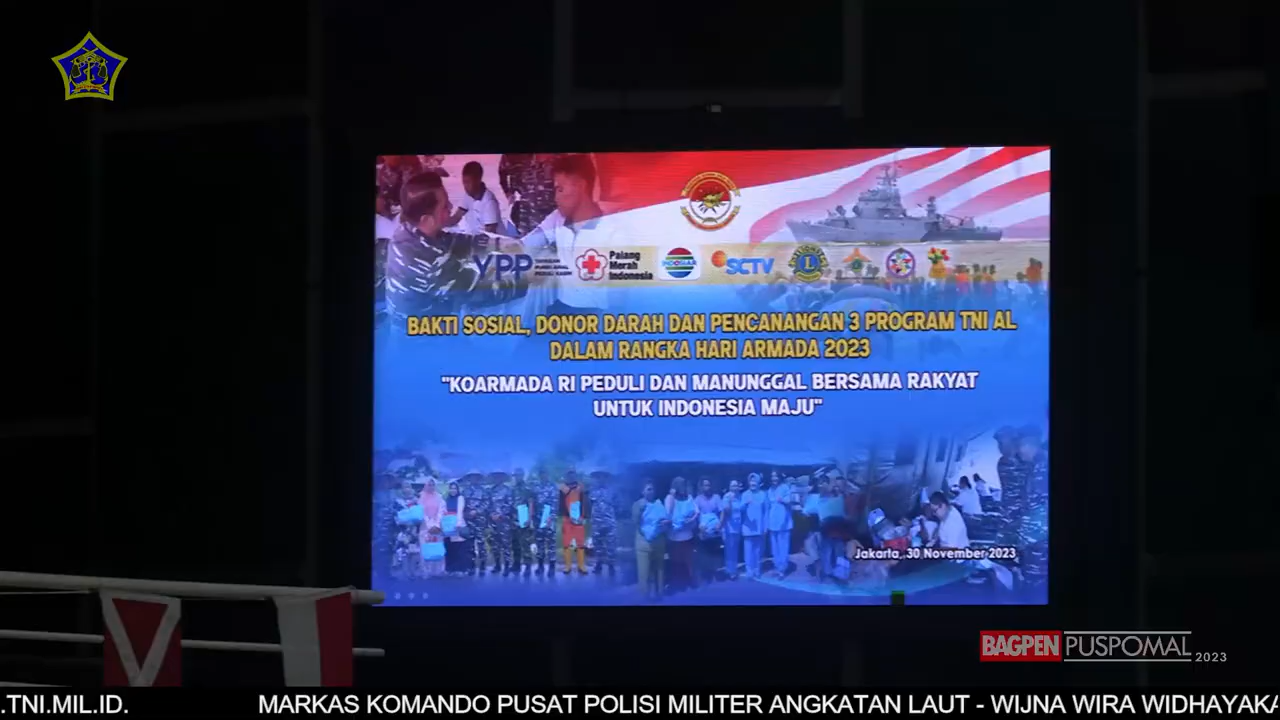 YPP
Palang
Merah
Indonesia
INDOSIAR
SCTV
L
BAKTI SOSIAL, DONOR DARAH DAN PENCANANGAN 3 PROGRAM TNI AL
DALAM RANGKA HARI ARMADA 2023
"KOARMADA RI PEDULI DAN MANUNGGAL BERSAMA RAKYAT
UNTUK INDONESIA MAJU"
Jakarta, 30 November 2023
BAGPEN PUSPOMAL 2023
.TNI.MIL.ID. MARKAS KOMANDO PUSAT POLISI MILITER ANGKATAN LAUT - WIJNA WIRA WIDHAYAKA